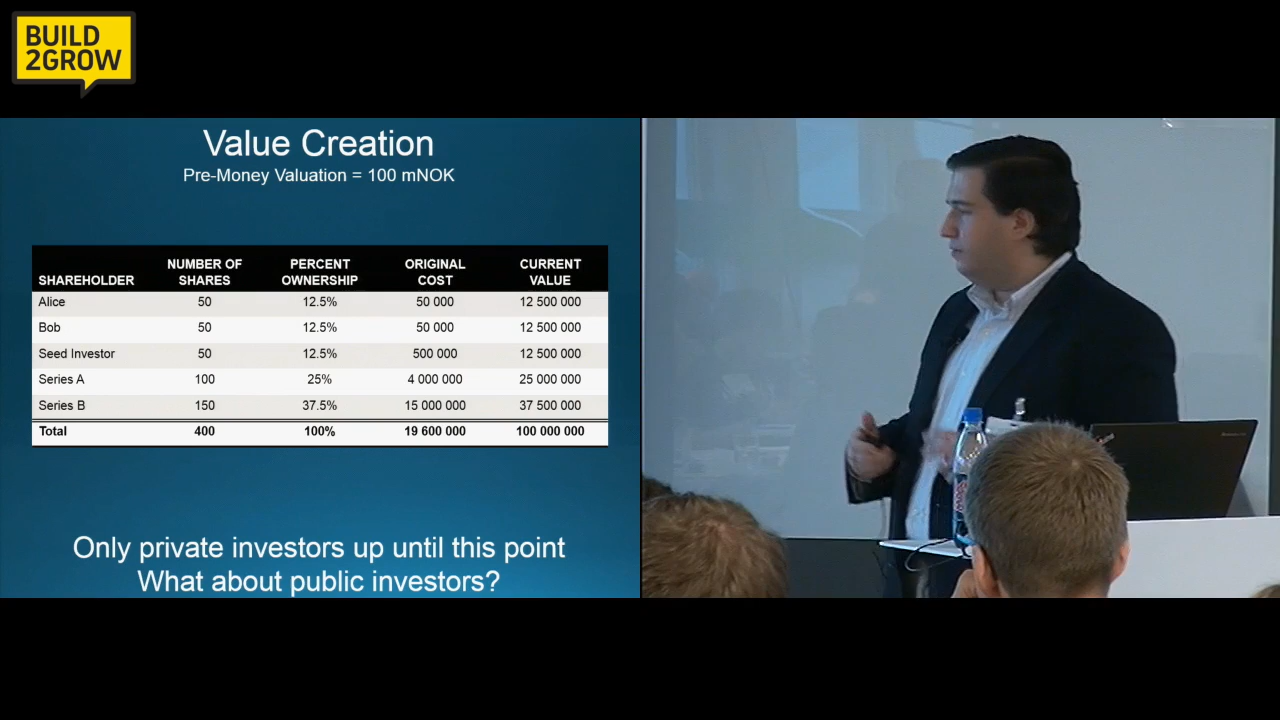 BUILD
2GROW
Value Creation
Pre-Money Valuation = 100 mNOK
SHAREHOLDER NUMBER OF SHARES PERCENT OWNERSHIP ORIGINAL COST CURRENT VALUE
Alice 50 12.5% 50 000 12 500 000
Bob 50 12.5% 50 000 12 500 000
Seed Investor 50 12.5% 500 000 12 500 000
Series A 100 25% 4 000 000 25 000 000
Series B 150 37.5% 15 000 000 37 500 000
Total 400 100% 19 600 000 100 000 000
Only private investors up until this point
What about public investors?